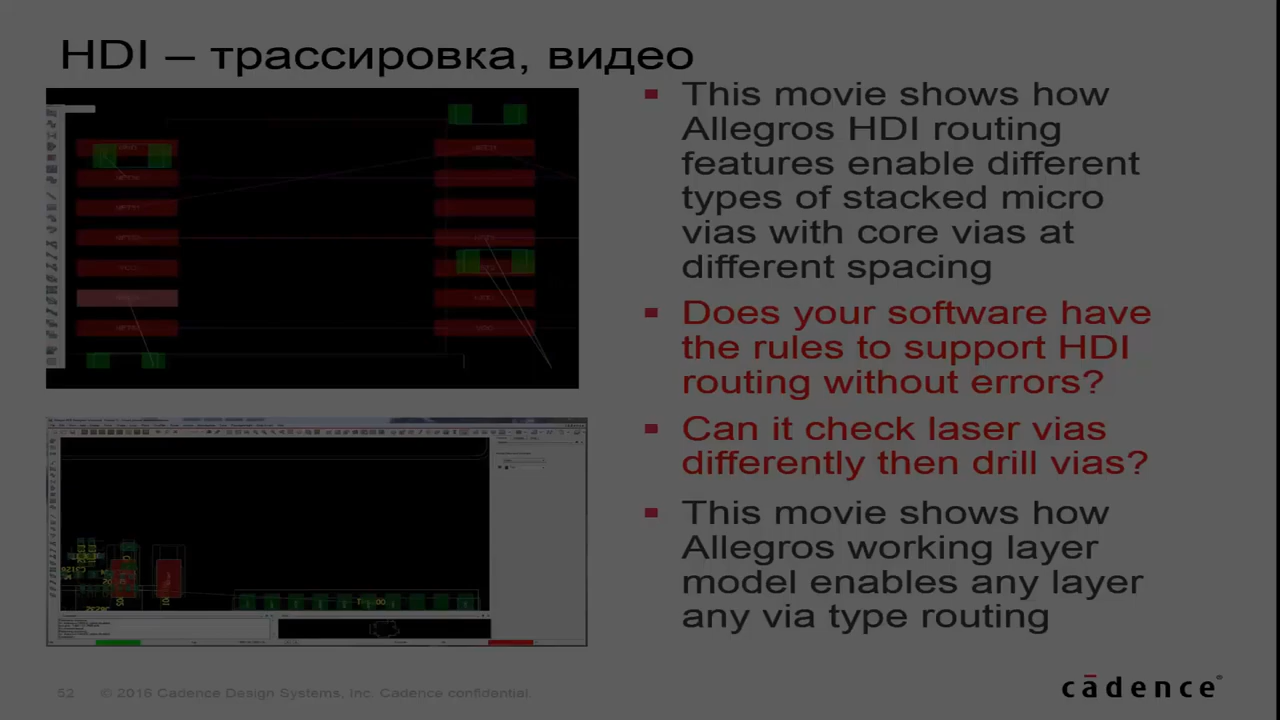 HDI – трассировка, видео
This movie shows how
Allegros HDI routing
features enable different
types of stacked micro
vias with core vias at
different spacing
Does your software have
the rules to support HDI
routing without errors?
Can it check laser vias
differently then drill vias?
This movie shows how
Allegros working layer
model enables any layer
any via type routing
52 © 2016 Cadence Design Systems, Inc. Cadence confidential.
cādence®